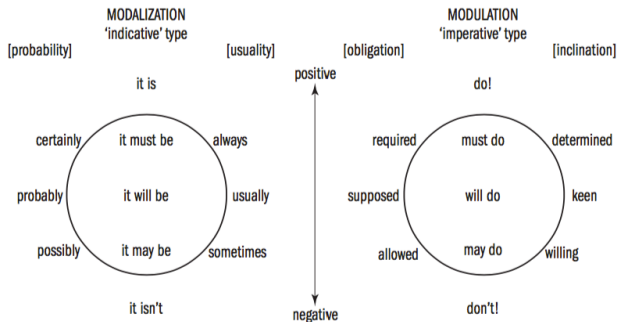 MODALIZATION
'indicative' type
[probability] [usuality]
it is
certainly it must be always
probably it will be usually
possibly it may be sometimes
it isn't
positive
negative
MODULATION
'imperative' type
[obligation] [inclination]
do!
required must do determined
supposed will do keen
allowed may do willing
don't!